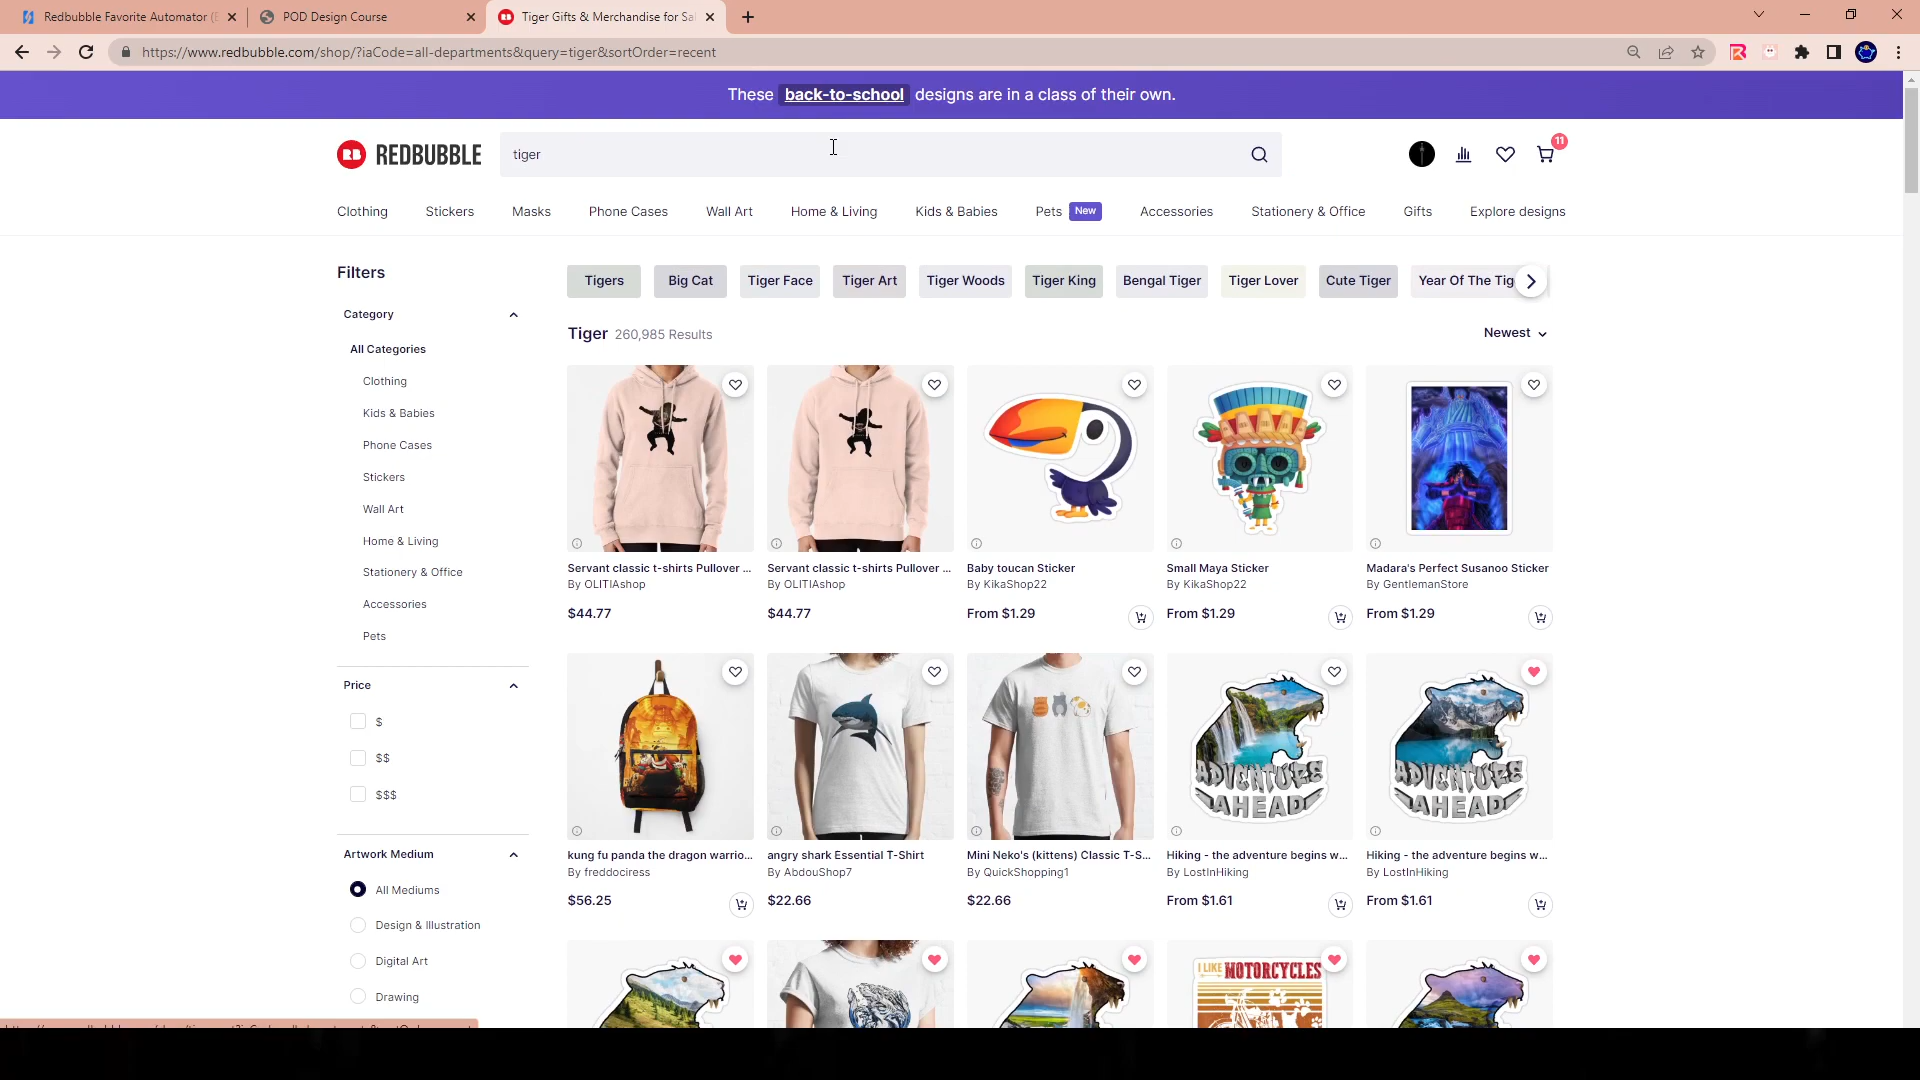 Redbubble Favorite Automator (B
POD Design Course
Tiger Gifts & Merchandise for Sa
https://www.redbubble.com/shop/?iaCode=all-departments&query=tiger&sortOrder=recent
These back-to-school designs are in a class of their own.
RB REDBUBBLE
tiger
11
Clothing Stickers Masks Phone Cases Wall Art Home & Living Kids & Babies Pets New Accessories Stationery & Office Gifts Explore designs
Filters
Category
All Categories
Clothing
Kids & Babies
Phone Cases
Stickers
Wall Art
Home & Living
Stationery & Office
Accessories
Pets
Price
$
$$
$$$
Artwork Medium
All Mediums
Design & Illustration
Digital Art
Drawing
Tigers Big Cat Tiger Face Tiger Art Tiger Woods Tiger King Bengal Tiger Tiger Lover Cute Tiger Year Of The Tig
Tiger 260,985 Results
Newest
Servant classic t-shirts Pullover ...
By OLITIAshop
$44.77
Servant classic t-shirts Pullover ...
By OLITIAshop
$44.77
Baby toucan Sticker
By KikaShop22
From $1.29
Small Maya Sticker
By KikaShop22
From $1.29
Madara's Perfect Susanoo Sticker
By GentlemanStore
From $1.29
kung fu panda the dragon warrio...
By freddociress
$56.25
angry shark Essential T-Shirt
By AbdouShop7
$22.66
Mini Neko's (kittens) Classic T-S...
By QuickShopping1
$22.66
ADVENTURE
AHEAD
Hiking - the adventure begins w...
By LostInHiking
From $1.61
ADVENTURE
AHEAD
Hiking - the adventure begins w...
By LostInHiking
From $1.61
I LIKE MOTORCYCLES